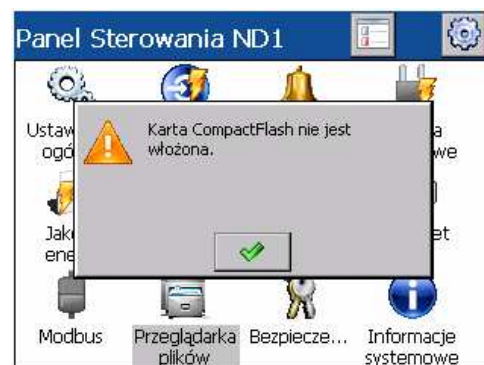 Panel Sterowania ND1
Karta CompactFlash nie jest
włożona.
Modbus
Przeglądarka
plików
Bezpiecze...
Informacje
systemowe